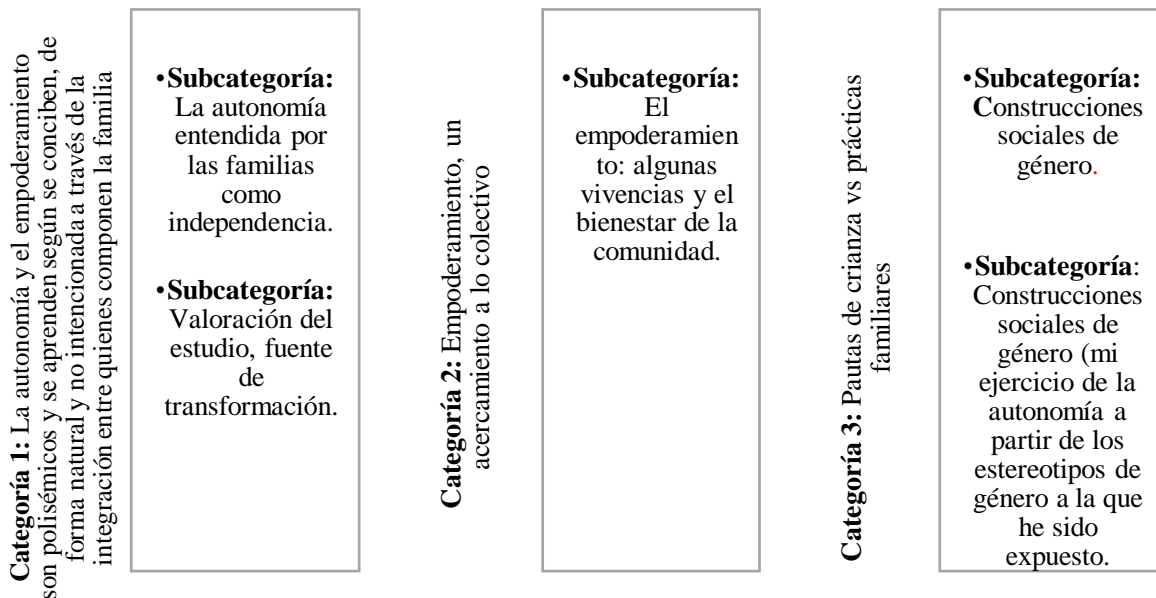 Categoría 1: La autonomía y el empoderamiento
son polisémicos y se aprenden según se conciben, de
forma natural y no intencionada a través de la
integración entre quienes componen la familia
•Subcategoría:
La autonomía
entendida por
las familias
como
independencia.
•Subcategoría:
Valoración del
estudio, fuente
de
transformación.
Categoría 2: Empoderamiento, un
acercamiento a lo colectivo
•Subcategoría:
El
empoderamien
to: algunas
vivencias y el
bienestar de la
comunidad.
Categoría 3: Pautas de crianza vs prácticas
familiares
•Subcategoría:
Construcciones
sociales de
género.
•Subcategoría:
Construcciones
sociales de
género (mi
ejercicio de la
autonomía a
partir de los
estereotipos de
género a la que
he sido
expuesto.